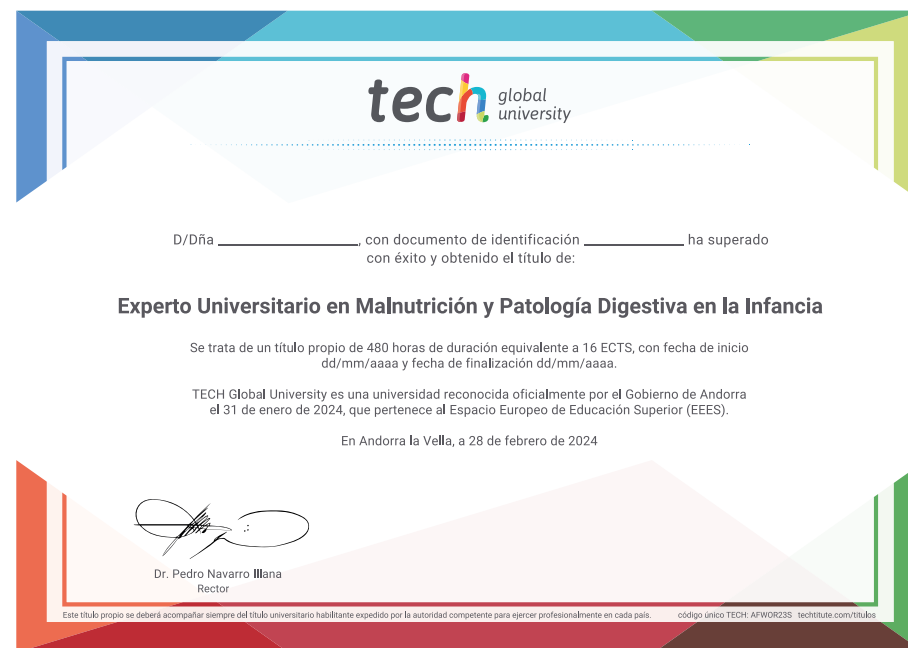 tech global
university
D/Dña ______________, con documento de identificación __________ ha superado
con éxito y obtenido el título de:
Experto Universitario en Malnutrición y Patología Digestiva en la Infancia
Se trata de un título propio de 480 horas de duración equivalente a 16 ECTS, con fecha de inicio
dd/mm/aaaa y fecha de finalización dd/mm/aaaa.
TECH Global University es una universidad reconocida oficialmente por el Gobierno de Andorra
el 31 de enero de 2024, que pertenece al Espacio Europeo de Educación Superior (EEES).
En Andorra la Vella, a 28 de febrero de 2024
Dr. Pedro Navarro Illana
Rector
Este título propio se deberá acompañar siempre del título universitario habilitante expedido por la autoridad competente para ejercer profesionalmente en cada país. código único TECH: AFWOR23S techtitute.com/titulos